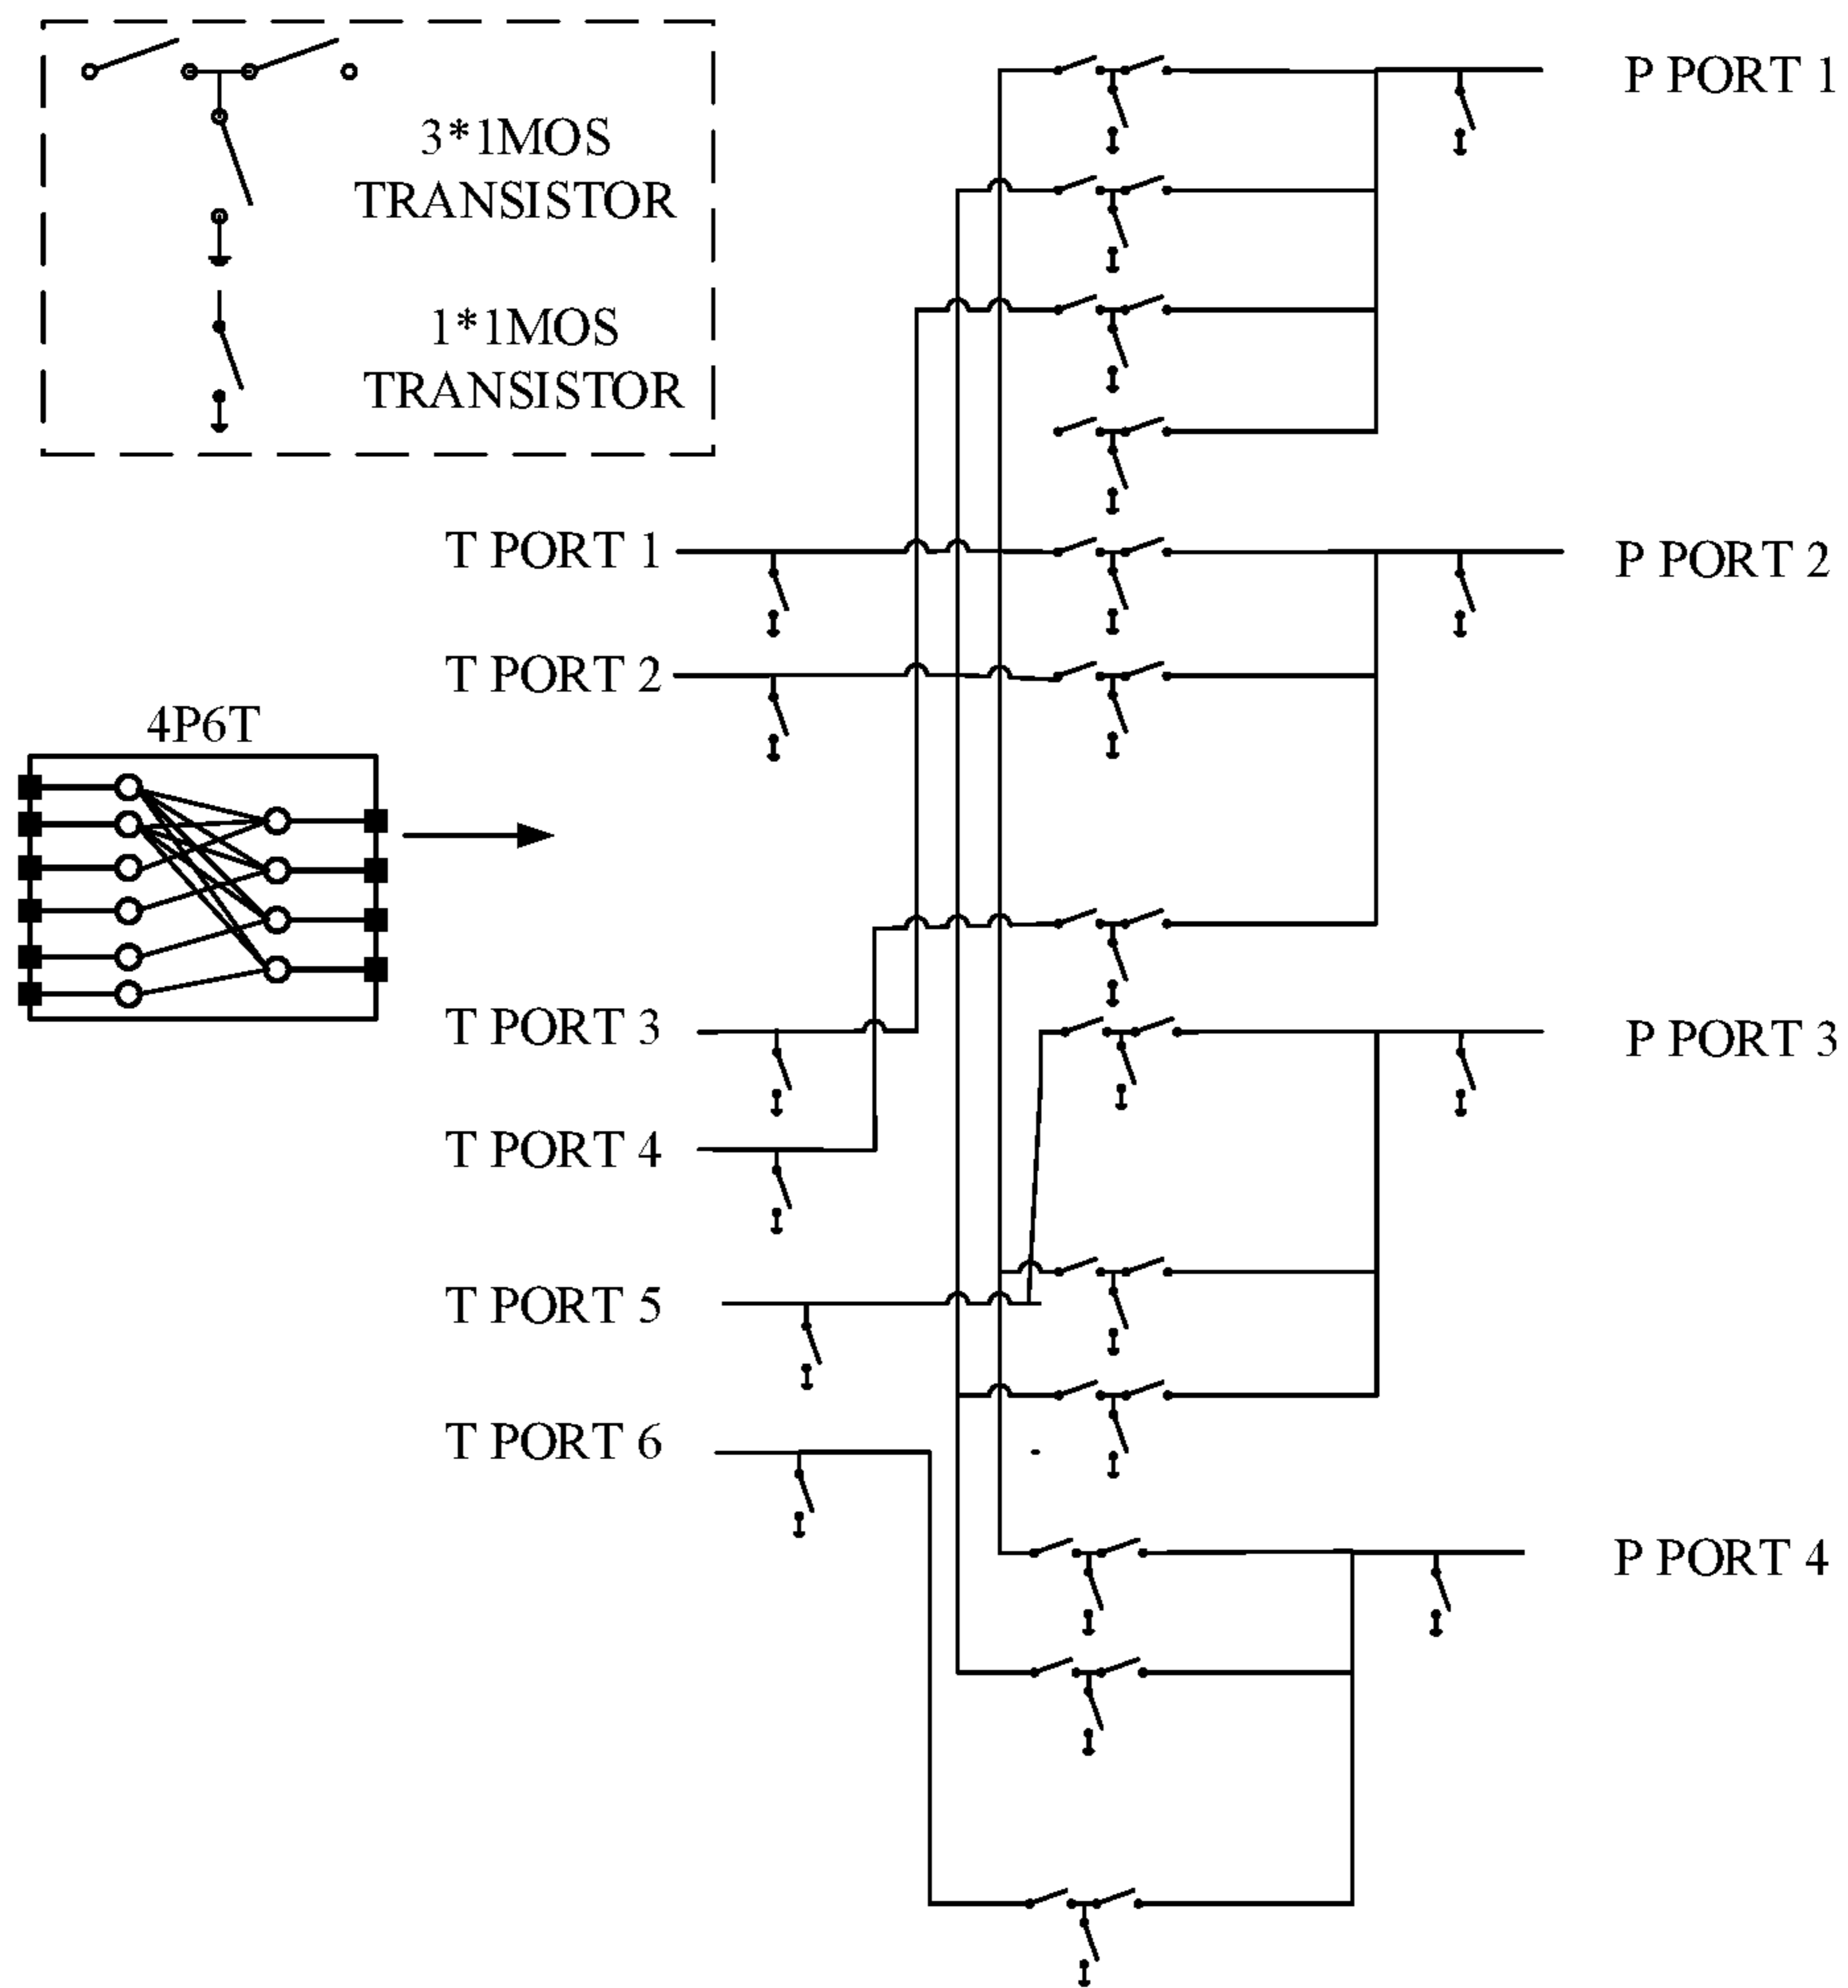 3*1MOS
TRANSISTOR
1*1MOS
TRANSISTOR
P PORT 1
T PORT 1
P PORT 2
T PORT 2
4P6T
T PORT 3
P PORT 3
T PORT 4
T PORT 5
T PORT 6
P PORT 4